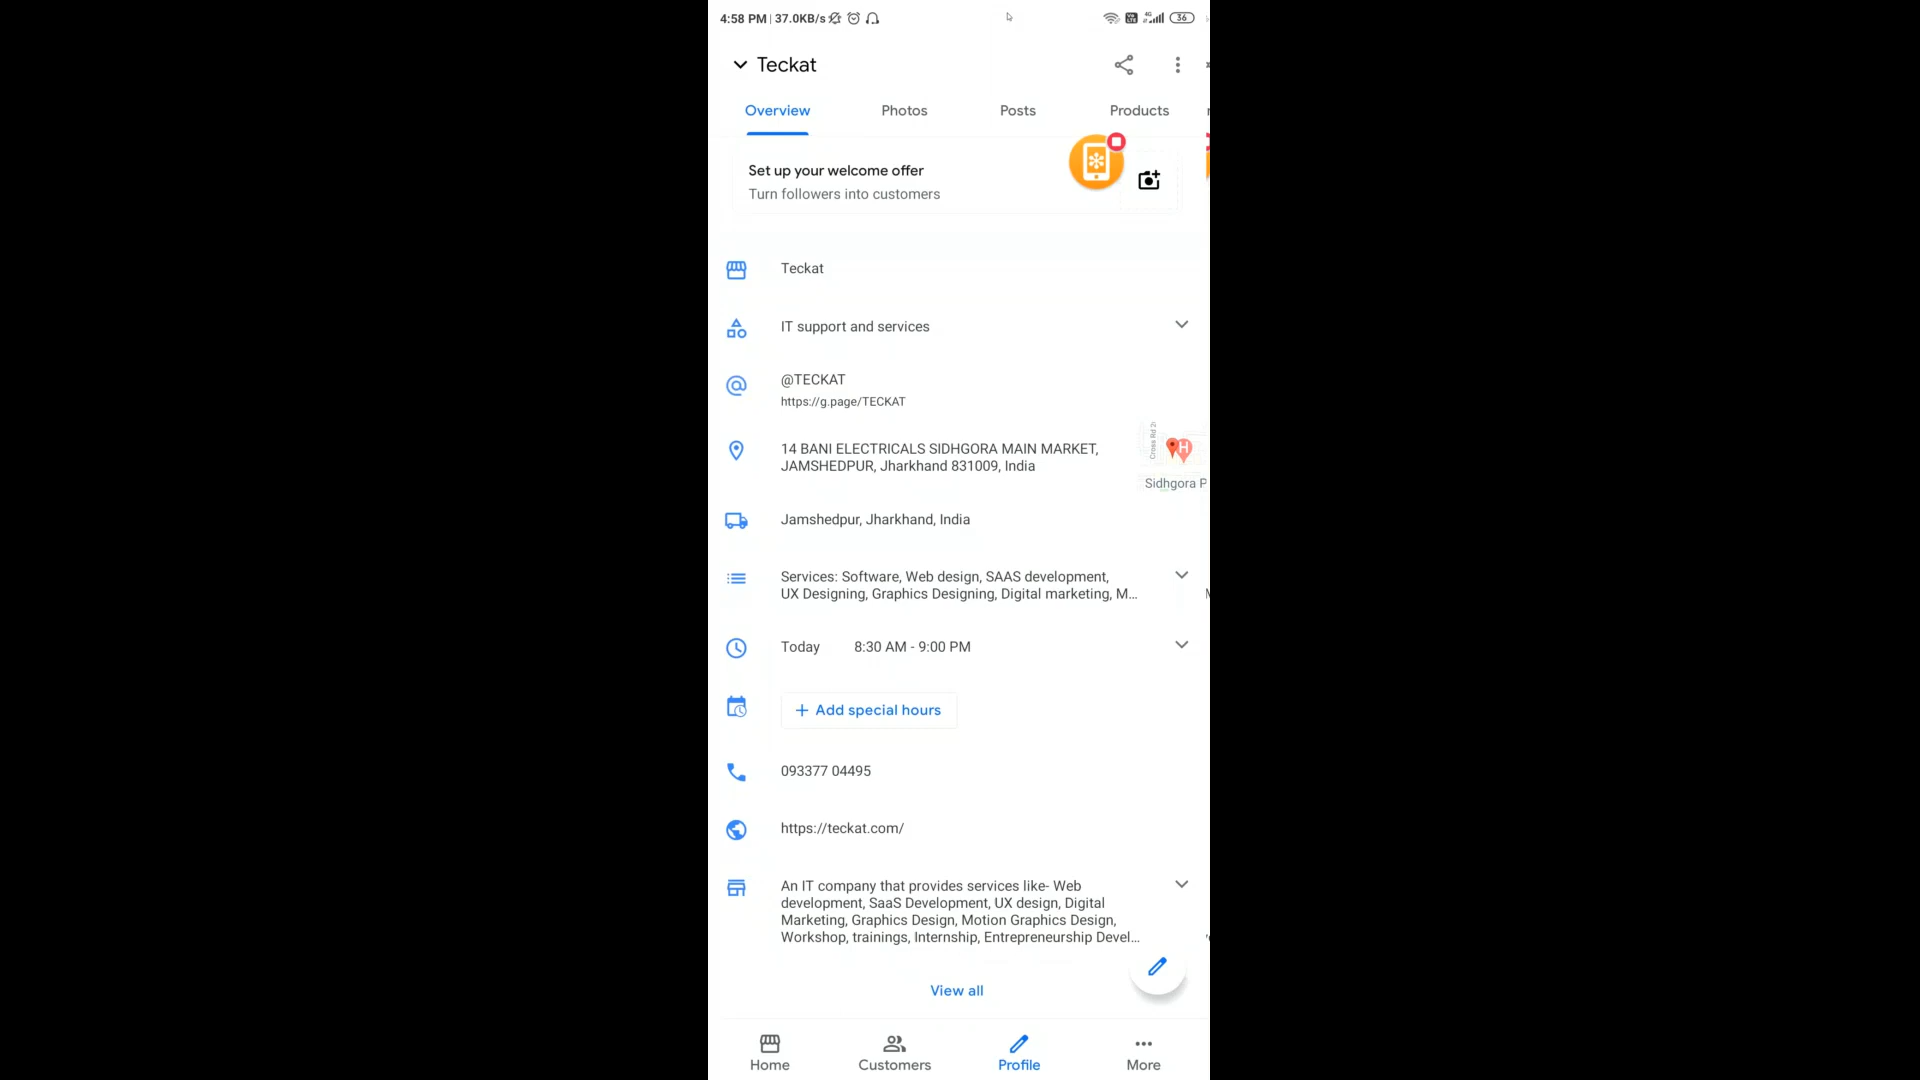 4:58 PM | 37.0KB/s 4G 36
Teckat
Overview Photos Posts Products
Set up your welcome offer
Turn followers into customers
Teckat
IT support and services
@TECKAT
https://g.page/TECKAT
14 BANI ELECTRICALS SIDHGORA MAIN MARKET,
JAMSHEDPUR, Jharkhand 831009, India
Cross Rd 2
H
Sidhgora P
Jamshedpur, Jharkhand, India
Services: Software, Web design, SAAS development,
UX Designing, Graphics Designing, Digital marketing, M...
Today 8:30 AM - 9:00 PM
+ Add special hours
093377 04495
https://teckat.com/
An IT company that provides services like- Web
development, SaaS Development, UX design, Digital
Marketing, Graphics Design, Motion Graphics Design,
Workshop, trainings, Internship, Entrepreneurship Devel...
View all
Home Customers Profile More